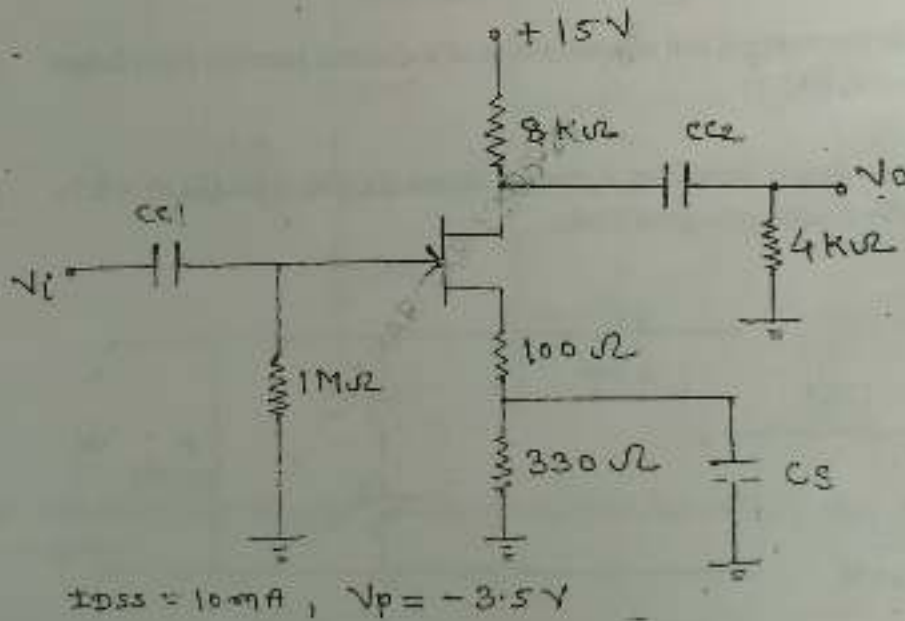 +15V
8KΩ
CC2
Vo
CC1
4KΩ
Vi
100Ω
1MΩ
330Ω
CS
IDSS = 10mA, Vp = -3.5V